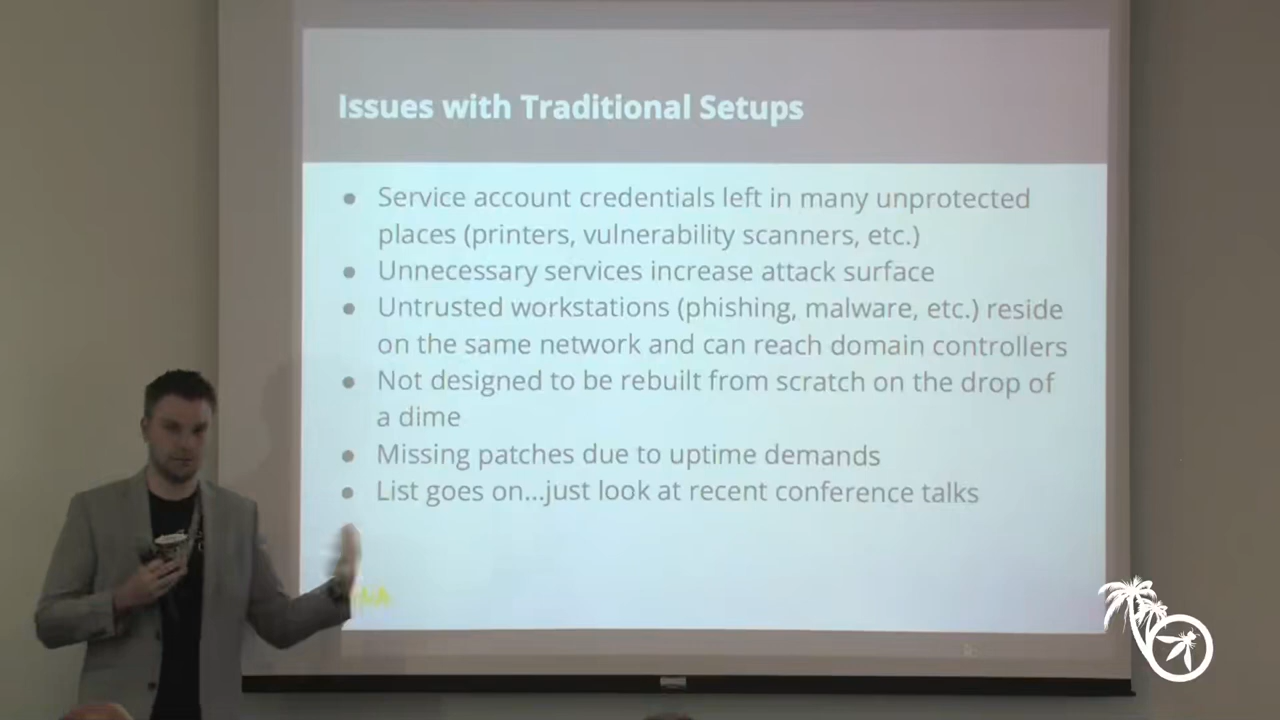 Issues with Traditional Setups
● Service account credentials left in many unprotected
places (printers, vulnerability scanners, etc.)
● Unnecessary services increase attack surface
● Untrusted workstations (phishing, malware, etc.) reside
on the same network and can reach domain controllers
● Not designed to be rebuilt from scratch on the drop of
a dime
● Missing patches due to uptime demands
● List goes on...just look at recent conference talks